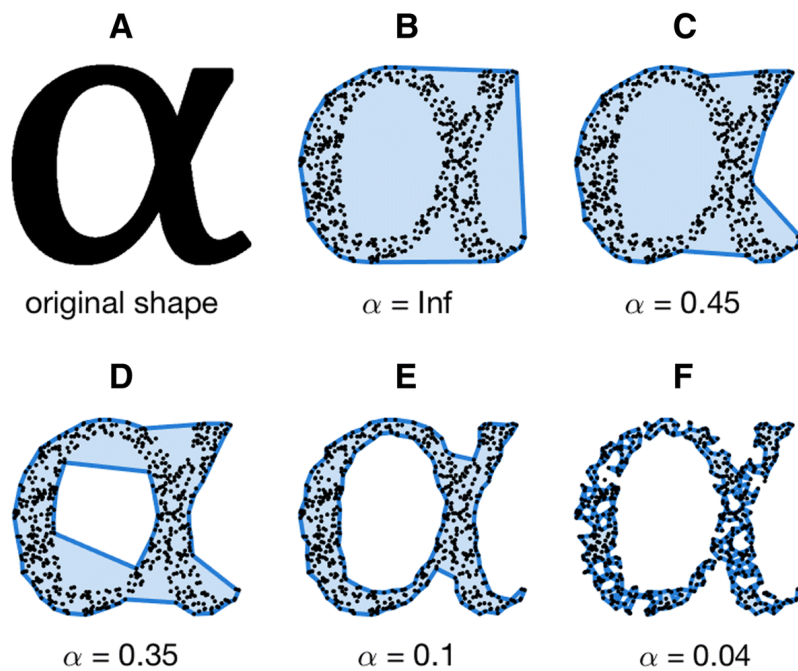 A
B
C
α
original shape
α = Inf
α = 0.45
D
E
F
α = 0.35
α = 0.1
α = 0.04